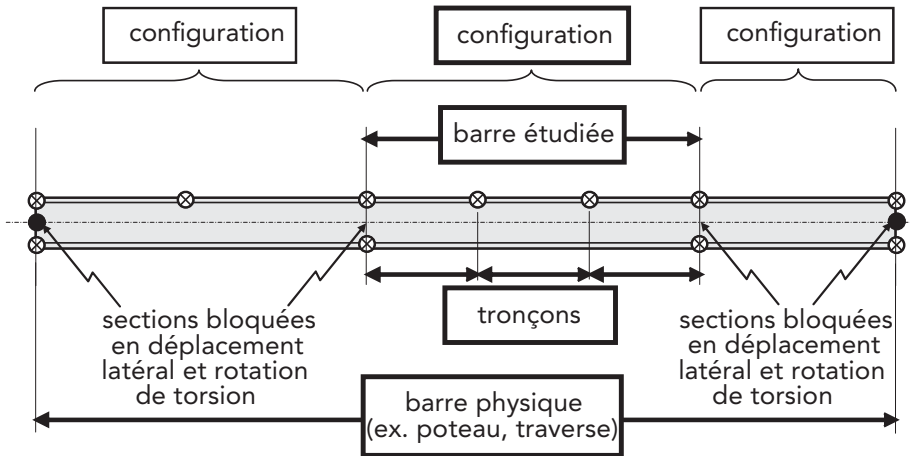 configuration
configuration
configuration
barre étudiée
tronçons
sections bloquées
en déplacement
latéral et rotation
de torsion
sections bloquées
en déplacement
latéral et rotation
de torsion
barre physique
(ex. poteau, traverse)